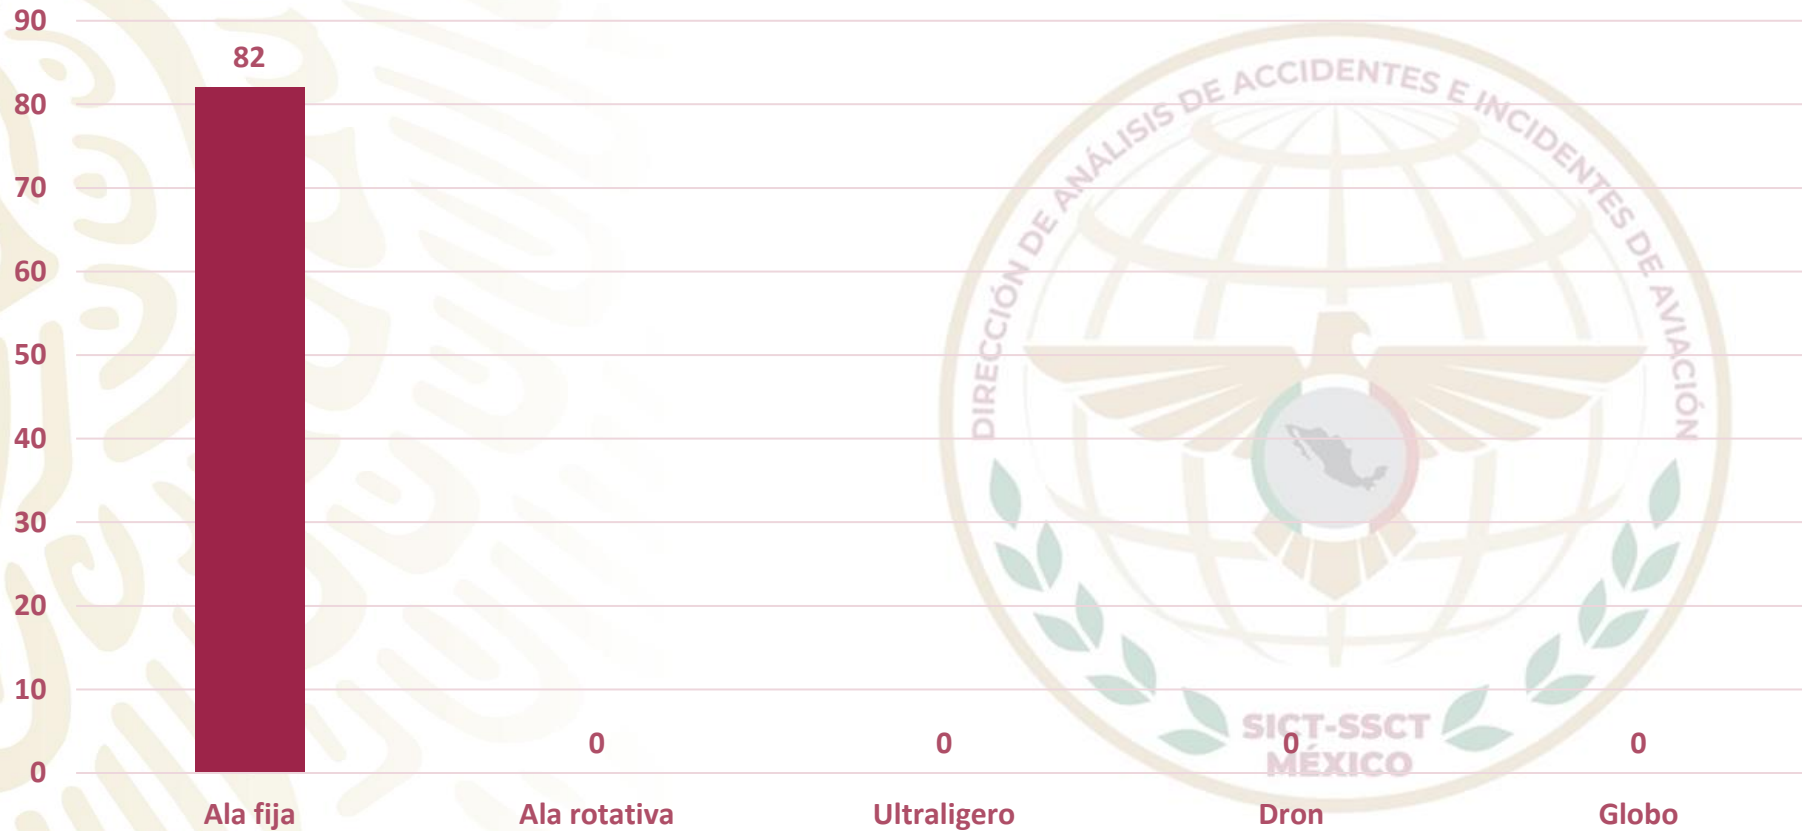 90
80
70
60
50
40
30
20
10
0
82
0
0
0
0
Ala fija
Ala rotativa
Ultraligero
Dron
Globo
DIRECCIÓN DE ANÁLISIS DE ACCIDENTES E INCIDENTES DE AVIACIÓN
SICT-SSCT
MÉXICO